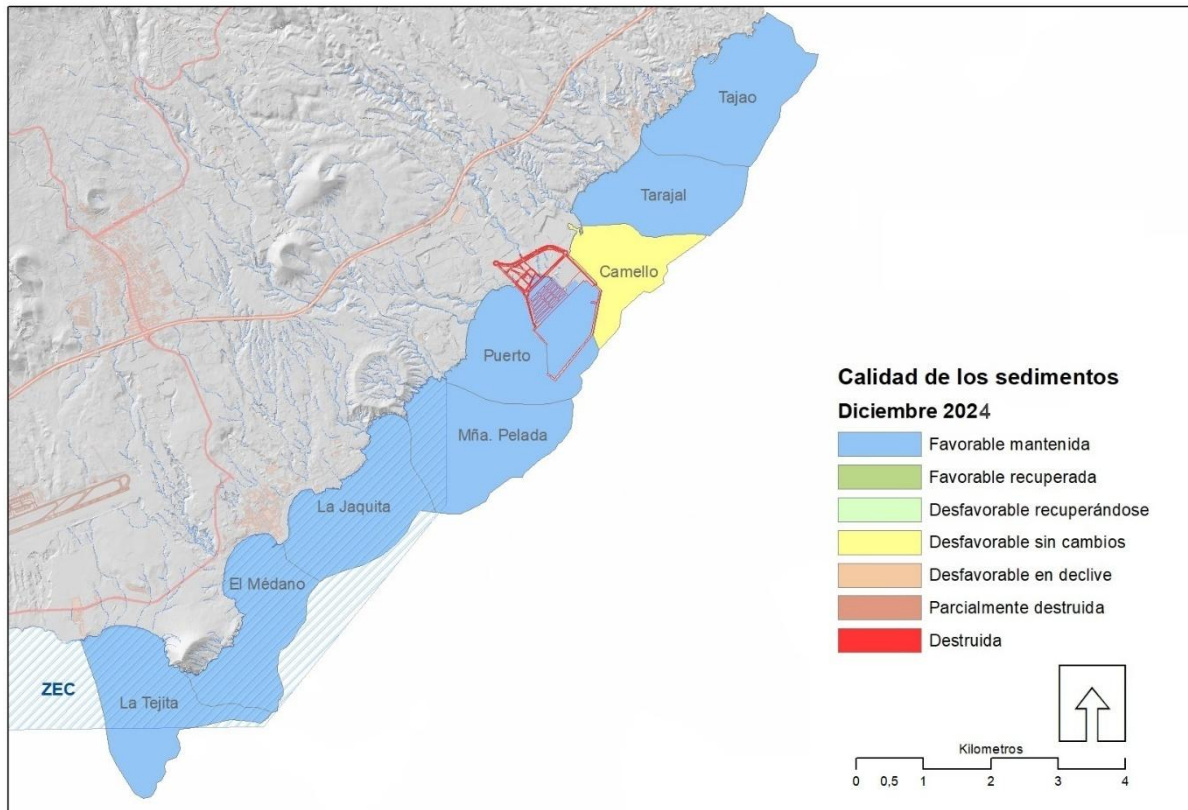 Tajao
Tarajal
Camello
Puerto
Mña. Pelada
La Jaquita
El Médano
ZEC
La Tejita
Calidad de los sedimentos
Diciembre 2024
Favorable mantenida
Favorable recuperada
Desfavorable recuperándose
Desfavorable sin cambios
Desfavorable en declive
Parcialmente destruida
Destruida
Kilometros
0 0,5 1 2 3 4